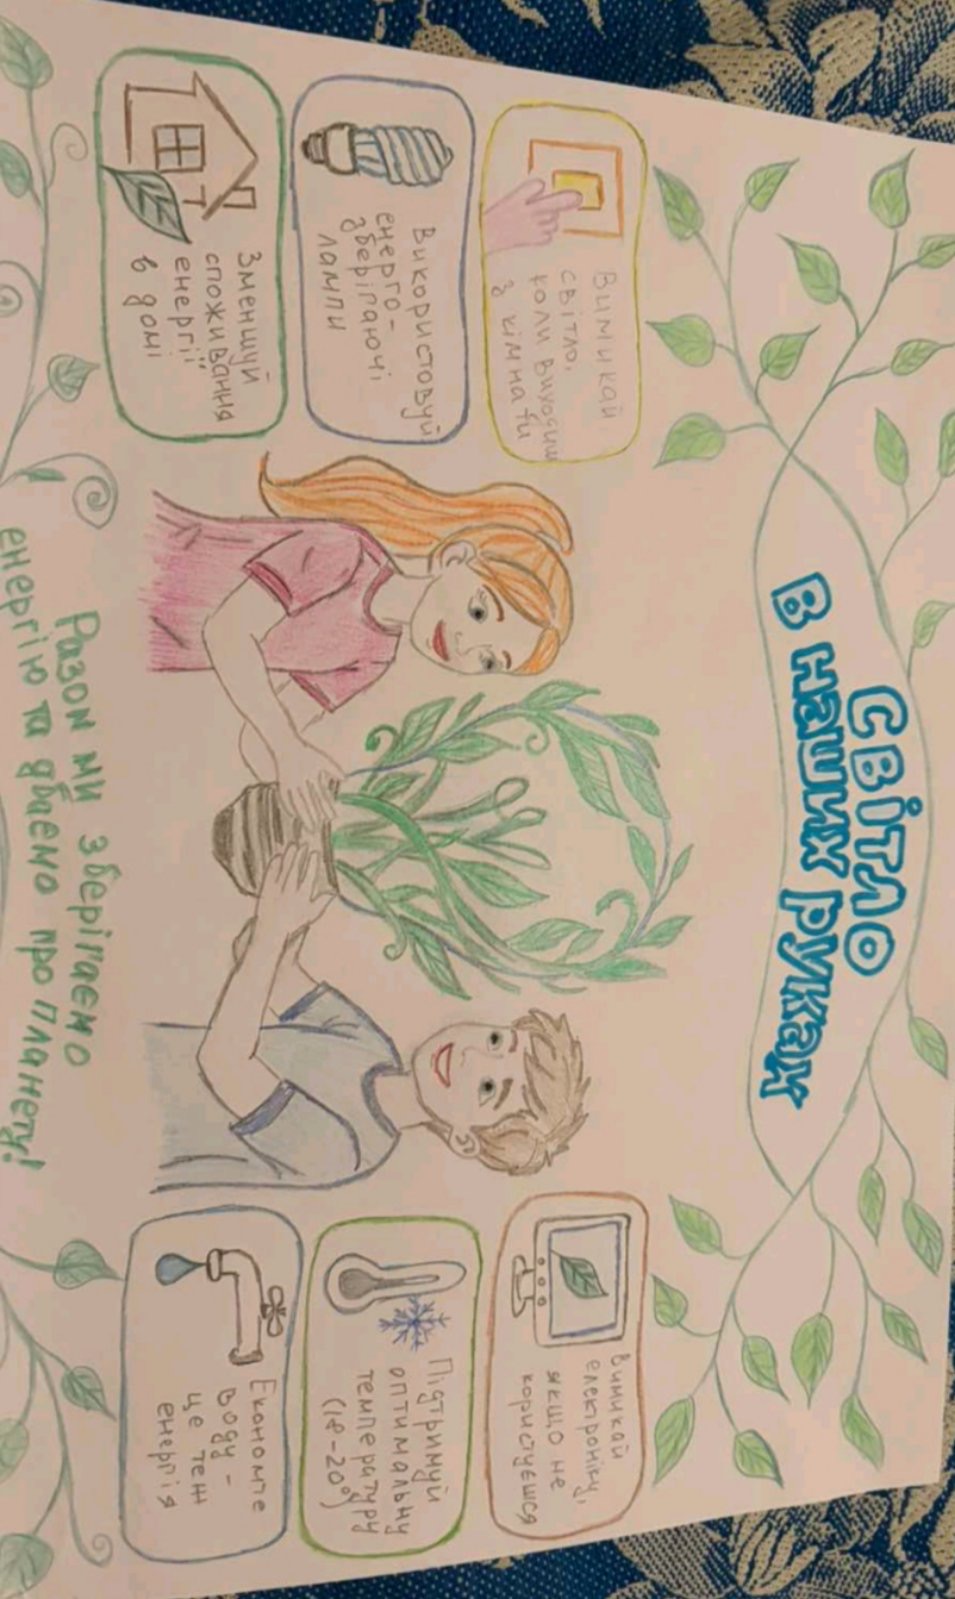 Світло
в наших руках
Вимикай
світло,
коли виходиш
з кімнати
Використовуй
енерго-
зберігаючі
лампи
Зменшуй
споживання
енергії
в домі
Вимикай
електроніку,
якщо не
користуєшся
Підтримуй
оптимальну
температуру
(18-20°)
Економте
воду -
це теж
енергія
Разом ми зберігаємо
енергію та дбаємо про планету!